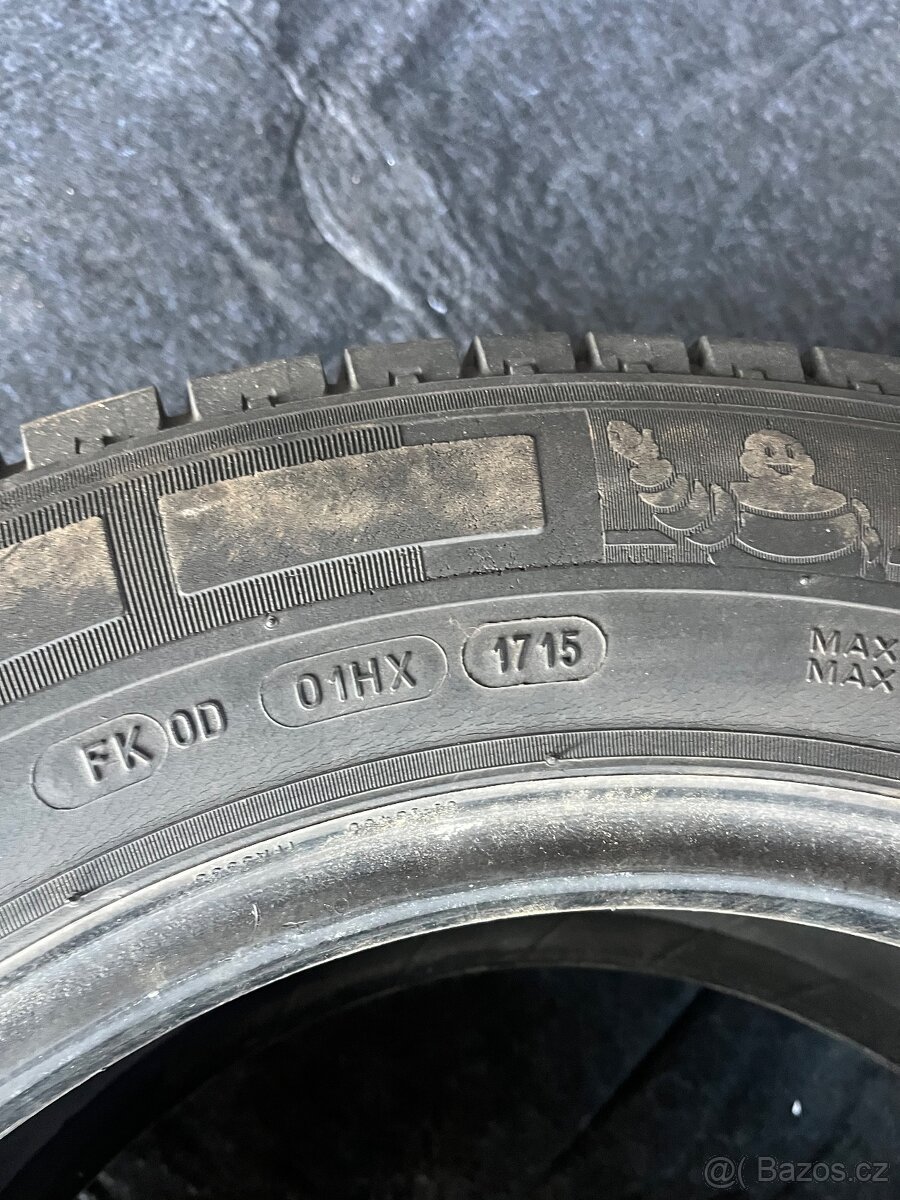 FK 0D 01HX 1715
MAX
MAX
@( Bazos.cz